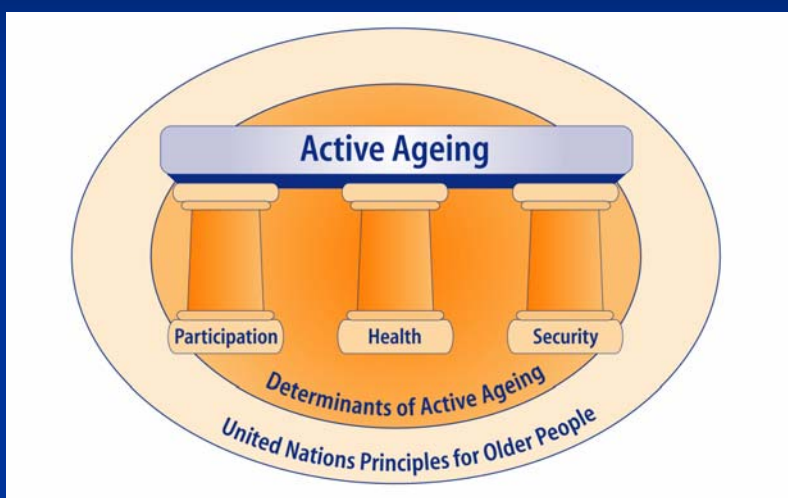 Active Ageing
Participation
Health
Security
Determinants of Active Ageing
United Nations Principles for Older People